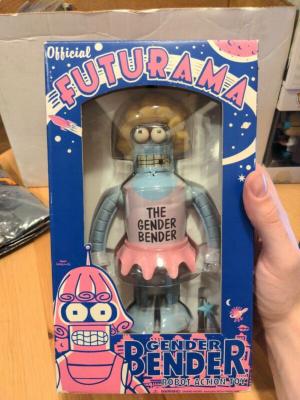 Official
FUTURAMA
THE
GENDER
BENDER
GENDER
BENDER
ROBOT ACTION TOY